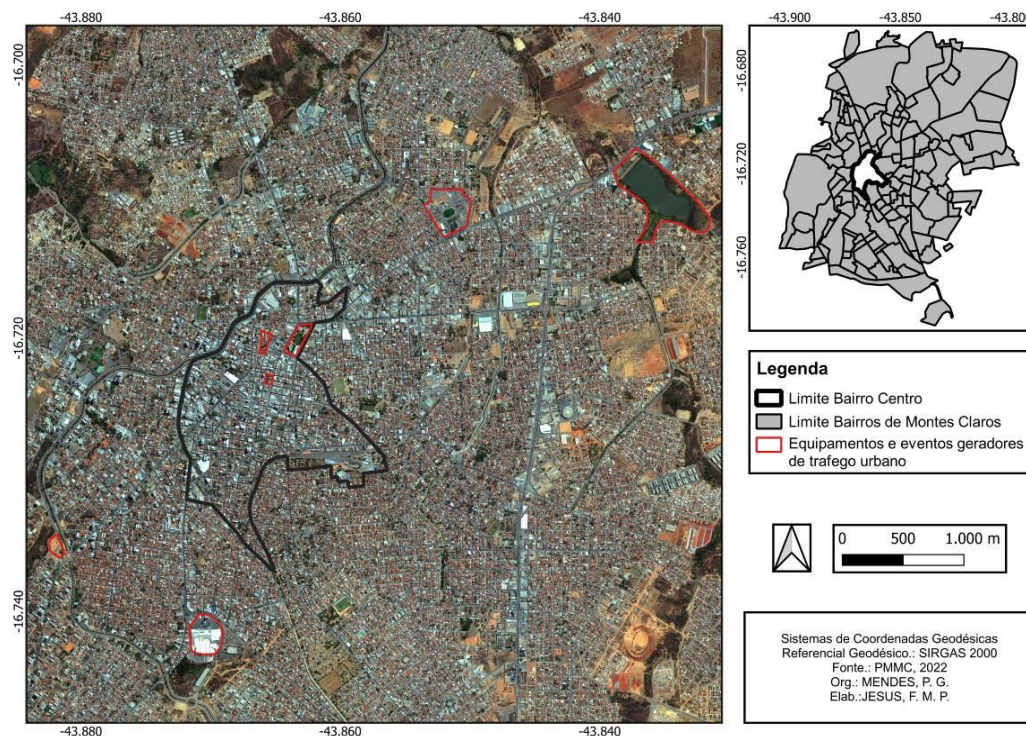 -43.880
-43.860
-43.840
-16.700
-16.720
-16.740
-43.880
-43.860
-43.840
-43.900
-43.850
-43.800
-16.680
-16.720
-16.760
Legenda
Limite Bairro Centro
Limite Bairros de Montes Claros
Equipamentos e eventos geradores
de trafego urbano
0 500 1.000 m
Sistemas de Coordenadas Geodésicas
Referencial Geodésico.: SIRGAS 2000
Fonte.: PMMC, 2022
Org.: MENDES, P. G.
Elab.:JESUS, F. M. P.